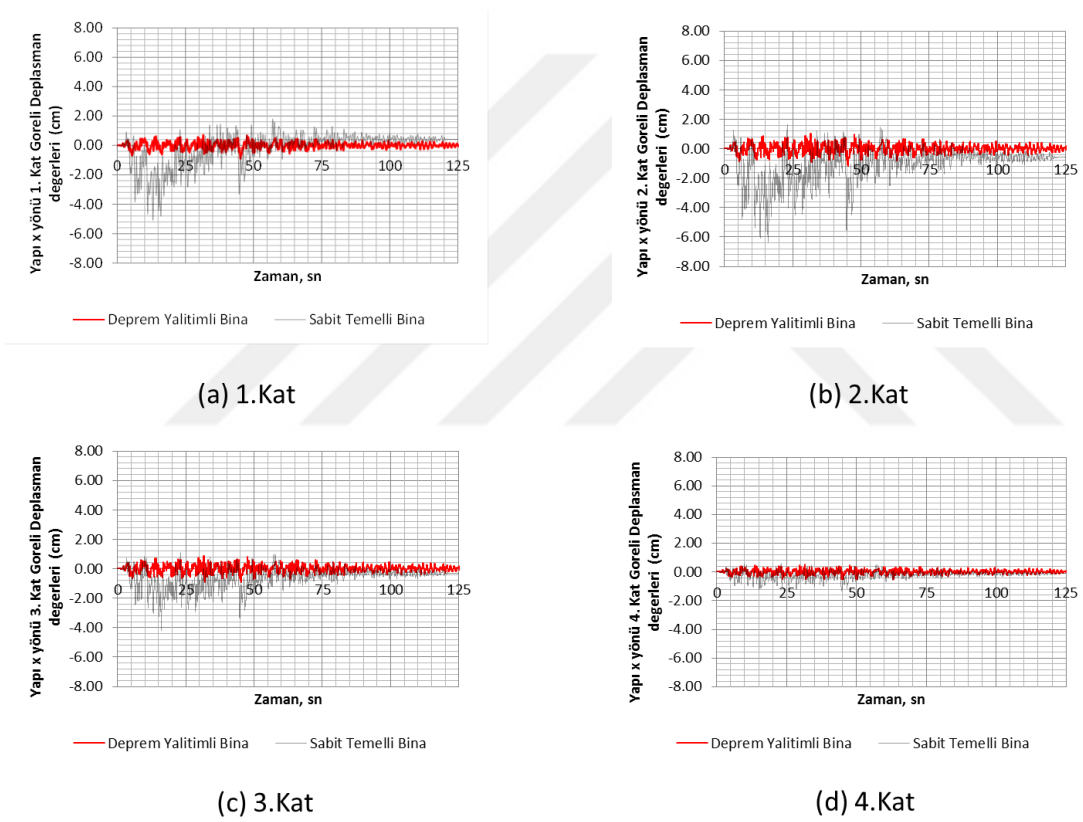 8.00
6.00
4.00
2.00
0.00
-2.00
-4.00
-6.00
-8.00
0
25
50
75
100
125
Yapı x yönü 1. Kat Goreli Deplasman
degerleri (cm)
Zaman, sn
Deprem Yalitimli Bina
Sabit Temelli Bina
(a) 1.Kat
8.00
6.00
4.00
2.00
0.00
-2.00
-4.00
-6.00
-8.00
0
25
50
75
100
125
Yapı x yönü 2. Kat Goreli Deplasman
degerleri (cm)
Zaman, sn
Deprem Yalitimli Bina
Sabit Temelli Bina
(b) 2.Kat
8.00
6.00
4.00
2.00
0.00
-2.00
-4.00
-6.00
-8.00
0
25
50
75
100
125
Yapı x yönü 3. Kat Goreli Deplasman
degerleri (cm)
Zaman, sn
Deprem Yalitimli Bina
Sabit Temelli Bina
(c) 3.Kat
8.00
6.00
4.00
2.00
0.00
-2.00
-4.00
-6.00
-8.00
0
25
50
75
100
125
Yapı x yönü 4. Kat Goreli Deplasman
degerleri (cm)
Zaman, sn
Deprem Yalitimli Bina
Sabit Temelli Bina
(d) 4.Kat